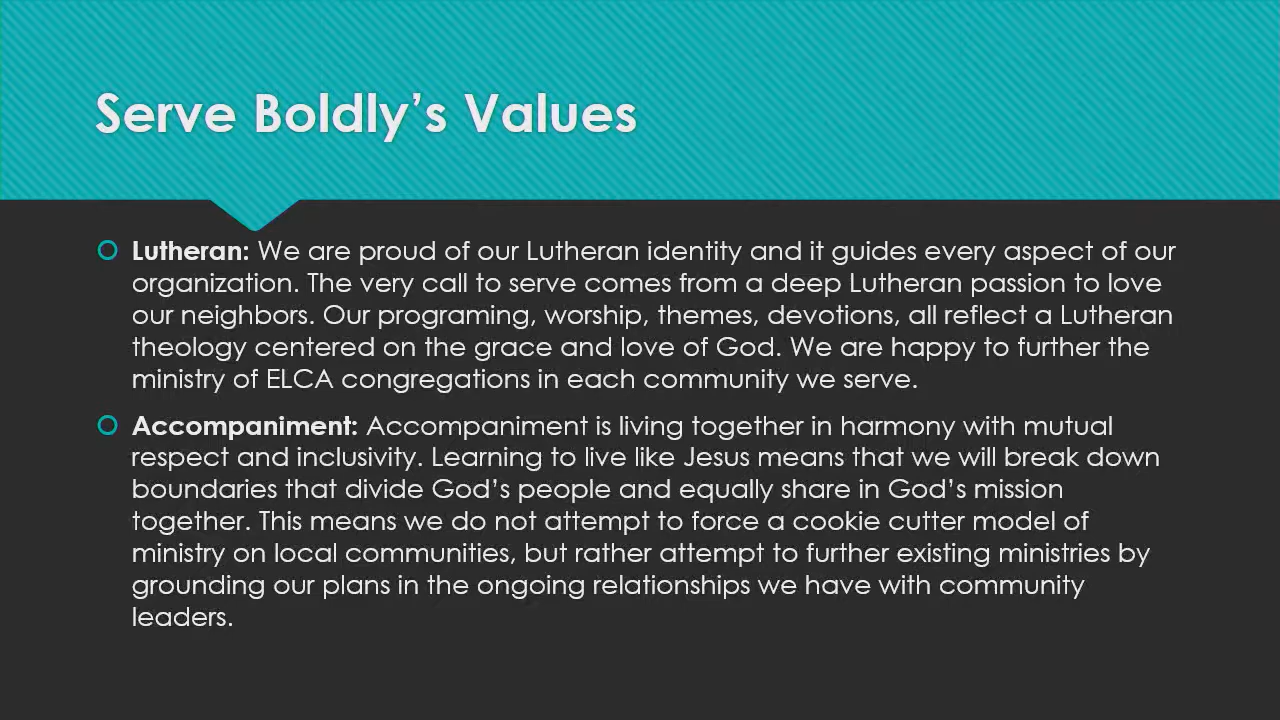 Serve Boldly’s Values
Lutheran: We are proud of our Lutheran identity and it guides every aspect of our
organization. The very call to serve comes from a deep Lutheran passion to love
our neighbors. Our programing, worship, themes, devotions, all reflect a Lutheran
theology centered on the grace and love of God. We are happy to further the
ministry of ELCA congregations in each community we serve.
Accompaniment: Accompaniment is living together in harmony with mutual
respect and inclusivity. Learning to live like Jesus means that we will break down
boundaries that divide God’s people and equally share in God’s mission
together. This means we do not attempt to force a cookie cutter model of
ministry on local communities, but rather attempt to further existing ministries by
grounding our plans in the ongoing relationships we have with community
leaders.